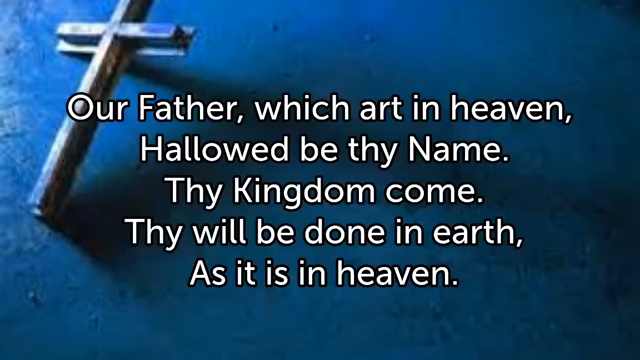 Our Father, which art in heaven,
Hallowed be thy Name.
Thy Kingdom come.
Thy will be done in earth,
As it is in heaven.